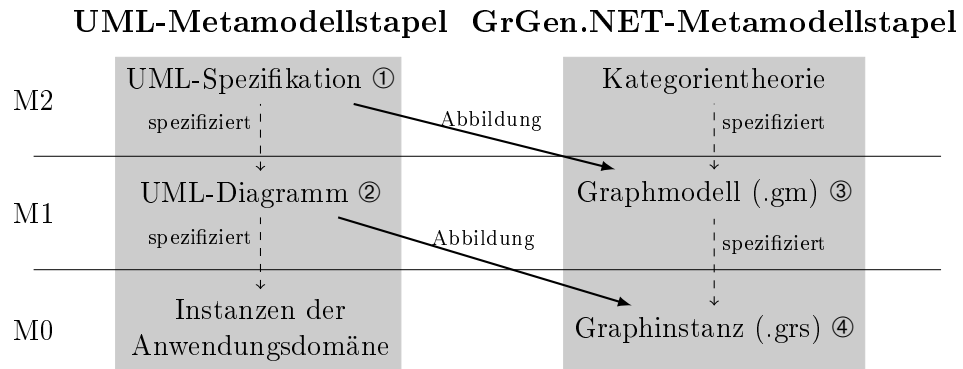 UML-Metamodellstapel GrGen.NET-Metamodellstapel
M2
UML-Spezifikation ①
Kategorientheorie
spezifiziert
Abbildung
spezifiziert
M1
UML-Diagramm ②
Graphmodell (.gm) ③
spezifiziert
Abbildung
spezifiziert
M0
Instanzen der
Anwendungsdomäne
Graphinstanz (.grs) ④